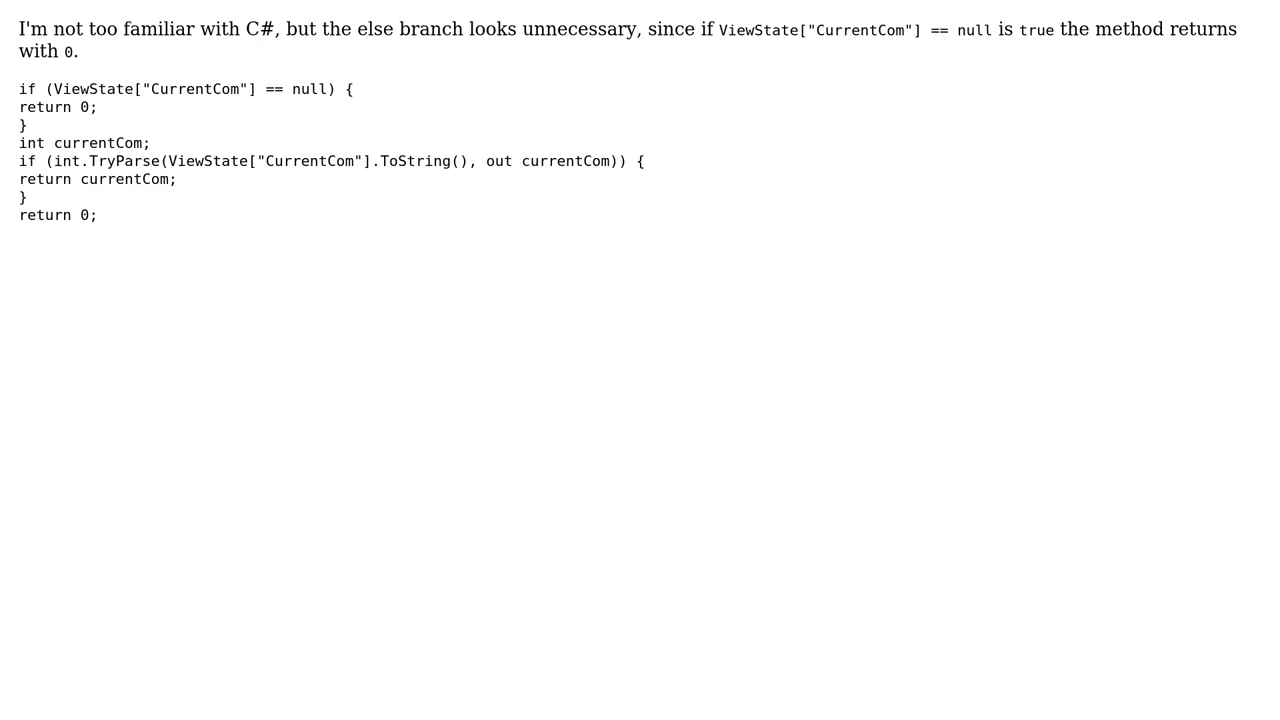 I'm not too familiar with C#, but the else branch looks unnecessary, since if ViewState["CurrentCom"] == null is true the method returns
with 0.
if (ViewState["CurrentCom"] == null) {
return 0;
}
int currentCom;
if (int.TryParse(ViewState["CurrentCom"].ToString(), out currentCom)) {
return currentCom;
}
return 0;